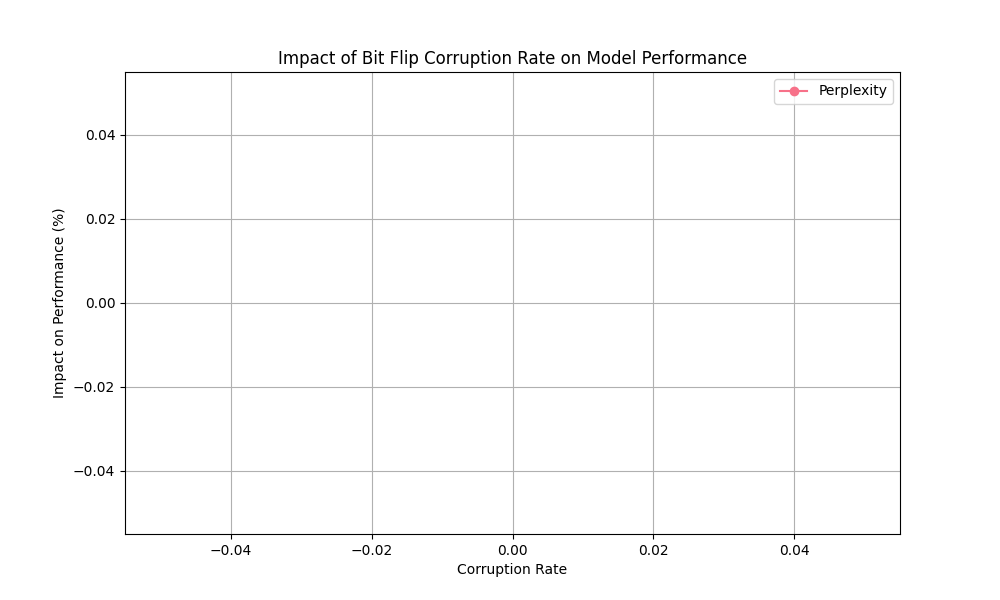 Impact of Bit Flip Corruption Rate on Model Performance
Perplexity
Impact on Performance (%)
0.04
0.02
0.00
−0.02
−0.04
−0.04 −0.02 0.00 0.02 0.04
Corruption Rate